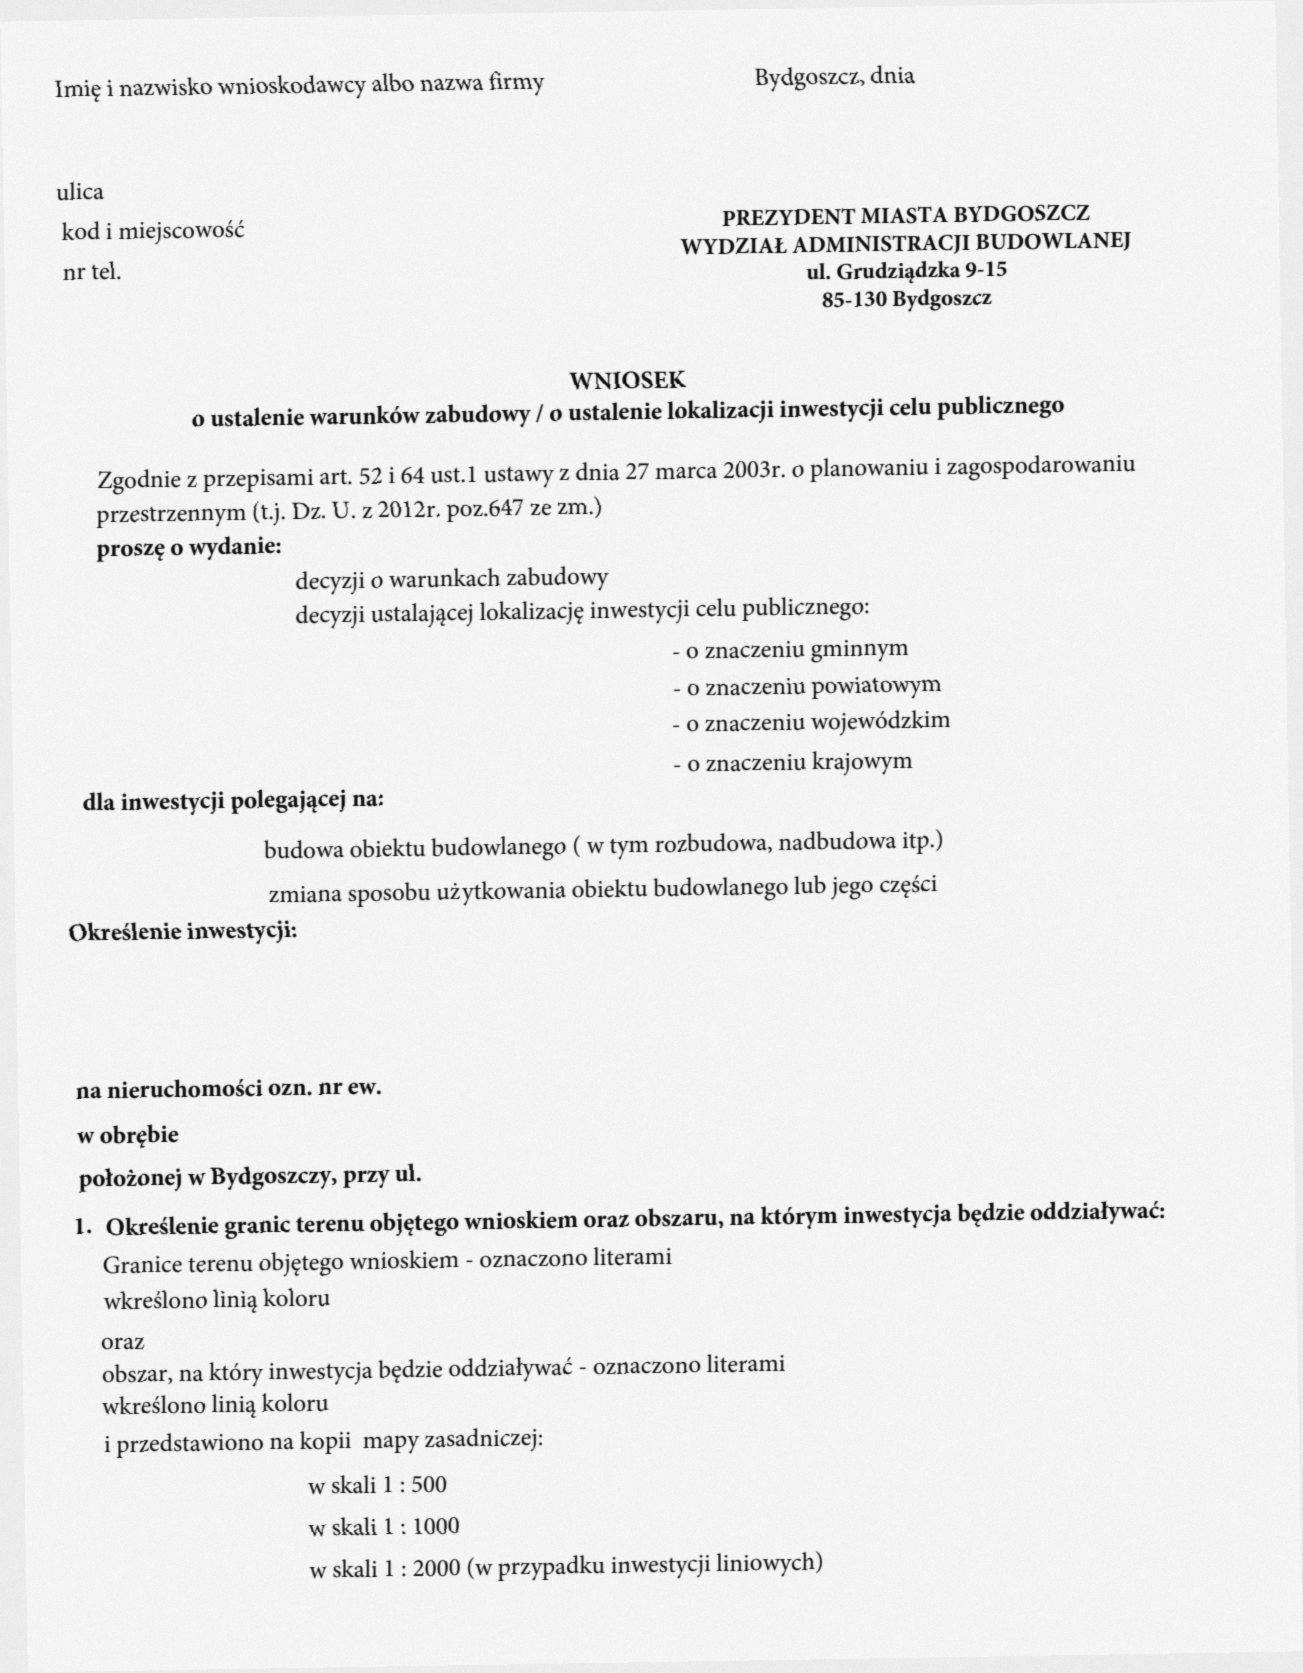 Imię i nazwisko wnioskodawcy albo nazwa firmy
Bydgoszcz, dnia
ulica
kod i miejscowość
nr tel.
PREZYDENT MIASTA BYDGOSZCZ
WYDZIAŁ ADMINISTRACJI BUDOWLANEJ
ul. Grudziądzka 9-15
85-130 Bydgoszcz
WNIOSEK
o ustalenie warunków zabudowy / o ustalenie lokalizacji inwestycji celu publicznego
Zgodnie z przepisami art. 52 i 64 ust.1 ustawy z dnia 27 marca 2003r. o planowaniu i zagospodarowaniu
przestrzennym (t.j. Dz. U. z 2012r. poz.647 ze zm.)
proszę o wydanie:
decyzji o warunkach zabudowy
decyzji ustalającej lokalizację inwestycji celu publicznego:
- o znaczeniu gminnym
- o znaczeniu powiatowym
- o znaczeniu wojewódzkim
- o znaczeniu krajowym
dla inwestycji polegającej na:
budowa obiektu budowlanego ( w tym rozbudowa, nadbudowa itp.)
zmiana sposobu użytkowania obiektu budowlanego lub jego części
Określenie inwestycji:
na nieruchomości ozn. nr ew.
w obrębie
położonej w Bydgoszczy, przy ul.
1. Określenie granic terenu objętego wnioskiem oraz obszaru, na którym inwestycja będzie oddziaływać:
Granice terenu objętego wnioskiem - oznaczono literami
wkreślono linią koloru
oraz
obszar, na który inwestycja będzie oddziaływać - oznaczono literami
wkreślono linią koloru
i przedstawiono na kopii mapy zasadniczej:
w skali 1 : 500
w skali 1 : 1000
w skali 1 : 2000 (w przypadku inwestycji liniowych)